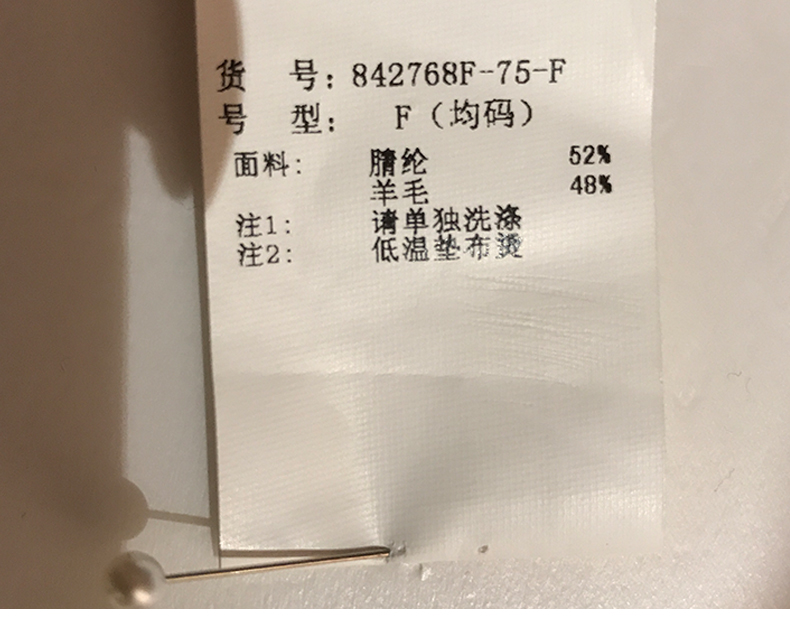 货 号：842768F-75-F
号 型： F（均码）
面料： 腈纶 52%
羊毛 48%
注1： 请单独洗涤
注2： 低温垫布烫